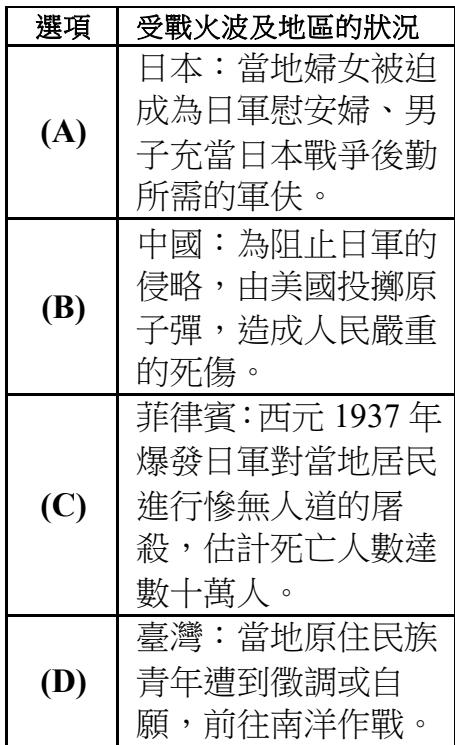 選項 受戰火波及地區的狀況
(A) 日本：當地婦女被迫
成為日軍慰安婦、男
子充當日本戰爭後勤
所需的軍伕。
(B) 中國：為阻止日軍的
侵略，由美國投擲原
子彈，造成人民嚴重
的死傷。
(C) 菲律賓：西元 1937 年
爆發日軍對當地居民
進行慘無人道的屠
殺，估計死亡人數達
數十萬人。
(D) 臺灣：當地原住民族
青年遭到徵調或自
願，前往南洋作戰。